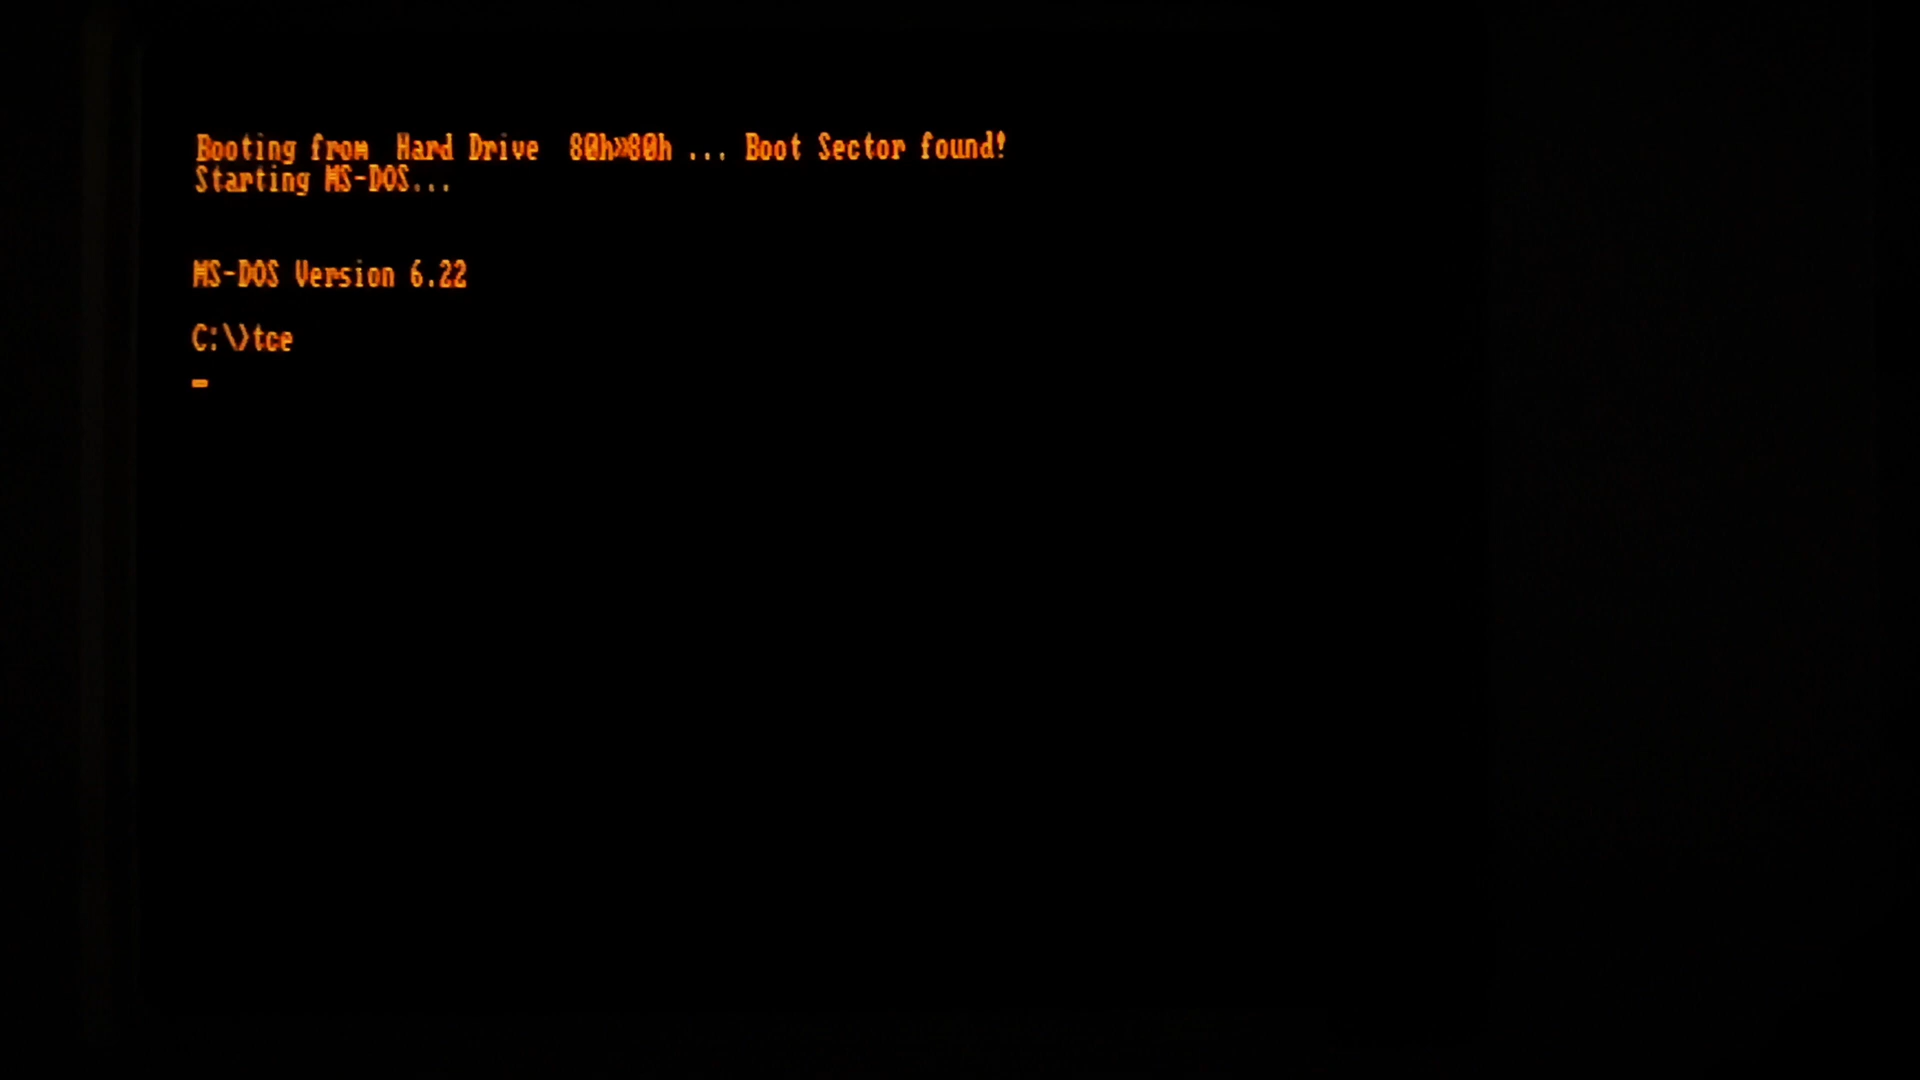 Booting from  Hard Drive  80h»80h ... Boot Sector found!
Starting MS-DOS...
MS-DOS Version 6.22
C:\>tce